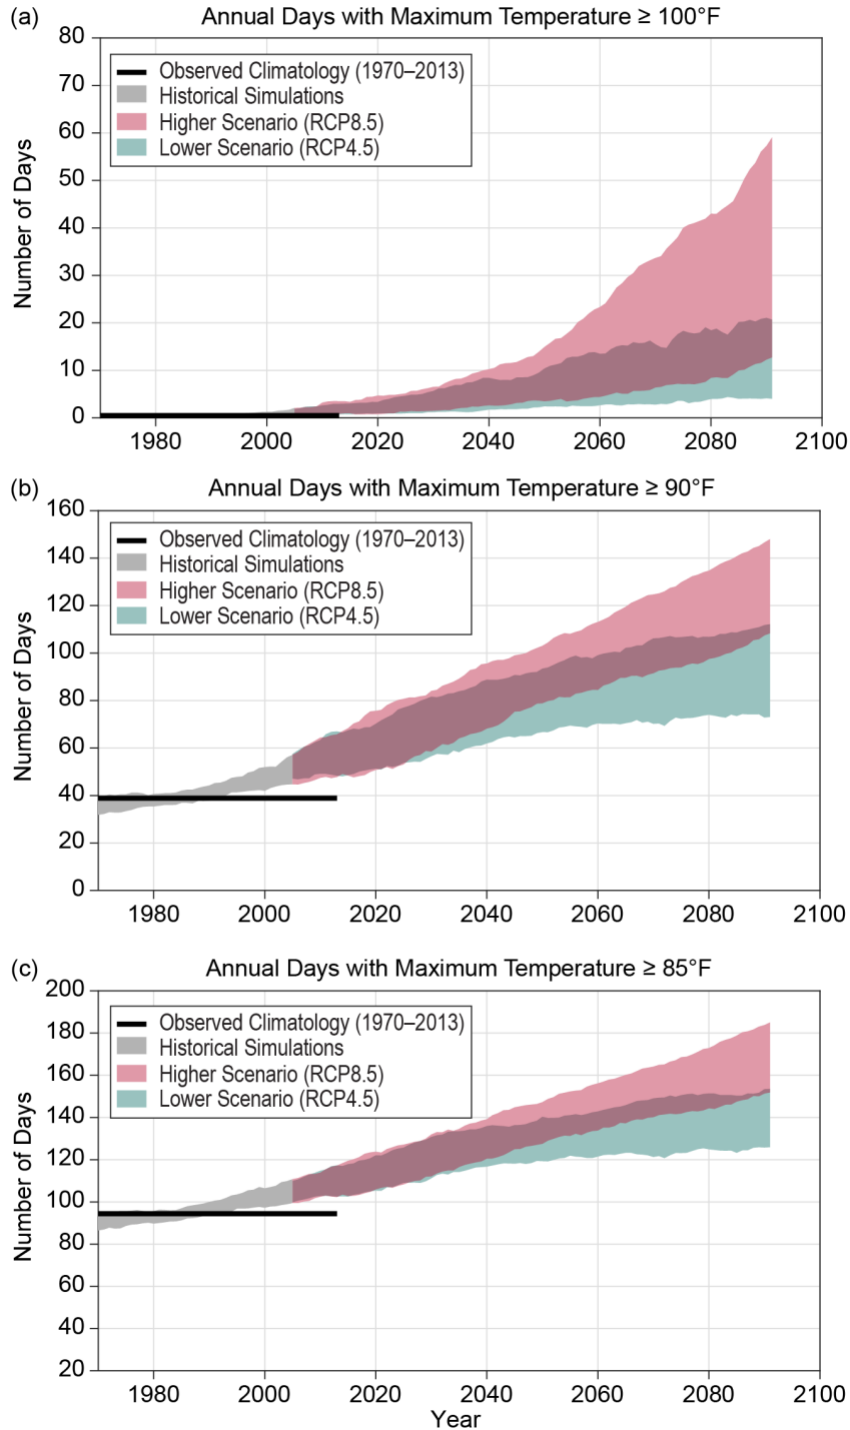 (a) Annual Days with Maximum Temperature ≥ 100°F
80
70
60
50
40
30
20
10
0
Number of Days
Observed Climatology (1970–2013)
Historical Simulations
Higher Scenario (RCP8.5)
Lower Scenario (RCP4.5)
1980 2000 2020 2040 2060 2080 2100
(b) Annual Days with Maximum Temperature ≥ 90°F
160
140
120
100
80
60
40
20
0
Number of Days
Observed Climatology (1970–2013)
Historical Simulations
Higher Scenario (RCP8.5)
Lower Scenario (RCP4.5)
1980 2000 2020 2040 2060 2080 2100
(c) Annual Days with Maximum Temperature ≥ 85°F
200
180
160
140
120
100
80
60
40
20
Number of Days
Observed Climatology (1970–2013)
Historical Simulations
Higher Scenario (RCP8.5)
Lower Scenario (RCP4.5)
1980 2000 2020 2040 2060 2080 2100
Year